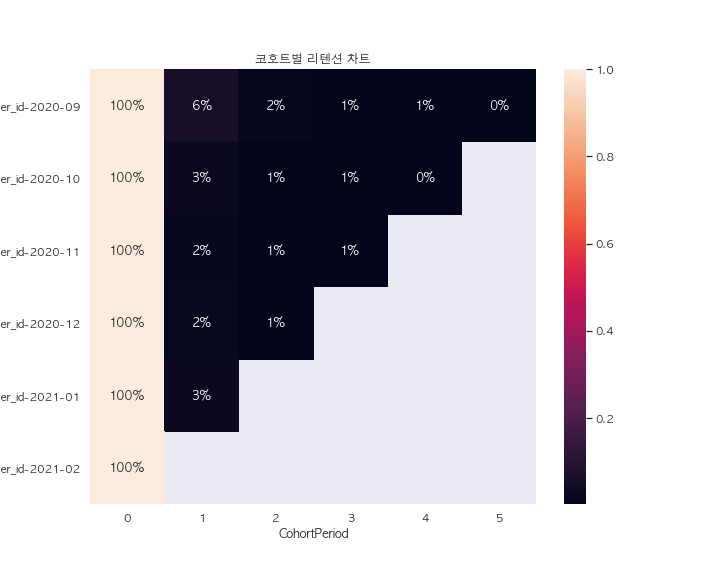 코호트별 리텐션 차트
er_id-2020-09 100% 6% 2% 1% 1% 0%
er_id-2020-10 100% 3% 1% 1% 0%
er_id-2020-11 100% 2% 1% 1%
er_id-2020-12 100% 2% 1%
er_id-2021-01 100% 3%
er_id-2021-02 100%
0 1 2 3 4 5
CohortPeriod
1.0
0.8
0.6
0.4
0.2